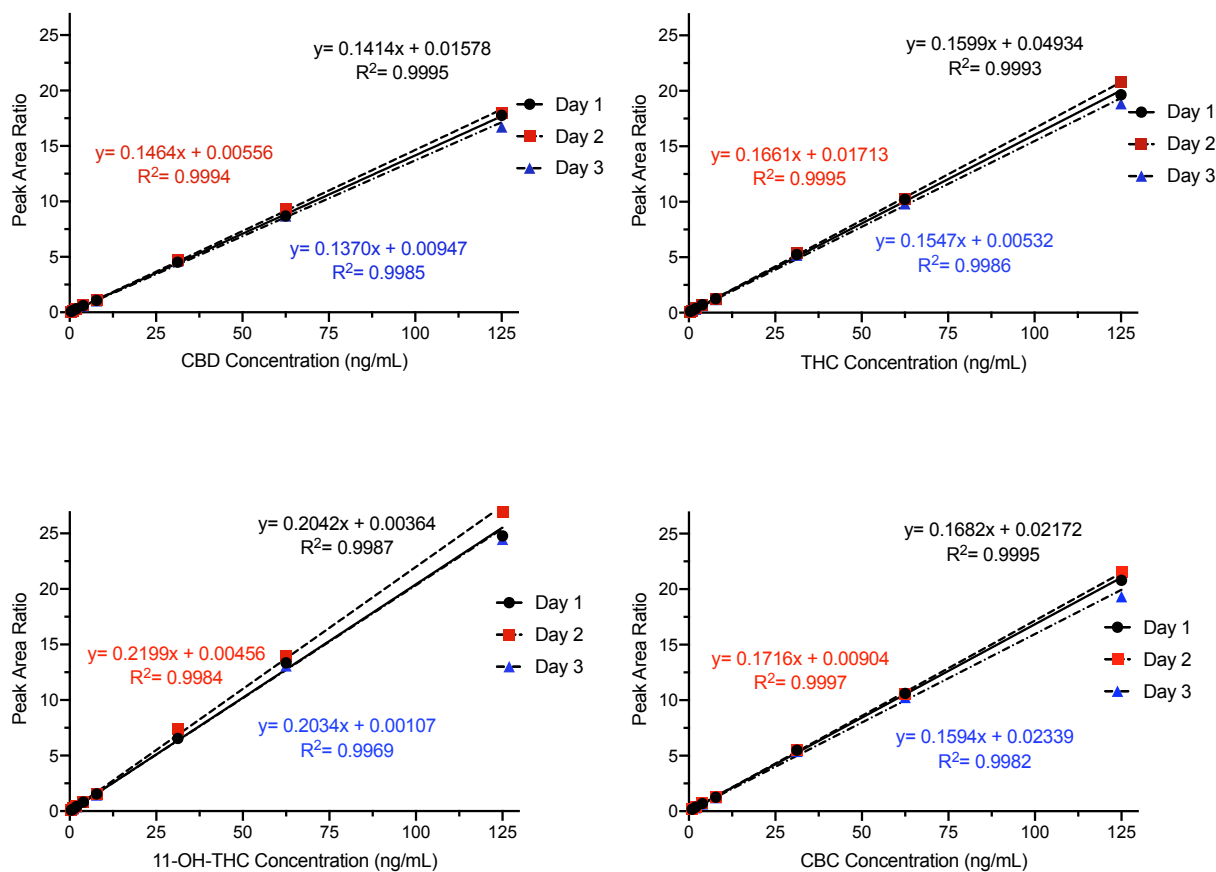 Peak Area Ratio
25
20
15
10
5
0
0
25
50
75
100
125
CBD Concentration (ng/mL)
y= 0.1414x + 0.01578
R²= 0.9995
y= 0.1464x + 0.00556
R²= 0.9994
y= 0.1370x + 0.00947
R²= 0.9985
Day 1
Day 2
Day 3
Peak Area Ratio
25
20
15
10
5
0
0
25
50
75
100
125
THC Concentration (ng/mL)
y= 0.1599x + 0.04934
R²= 0.9993
y= 0.1661x + 0.01713
R²= 0.9995
y= 0.1547x + 0.00532
R²= 0.9986
Day 1
Day 2
Day 3
Peak Area Ratio
25
20
15
10
5
0
0
25
50
75
100
125
11-OH-THC Concentration (ng/mL)
y= 0.2042x + 0.00364
R²= 0.9987
y= 0.2199x + 0.00456
R²= 0.9984
y= 0.2034x + 0.00107
R²= 0.9969
Day 1
Day 2
Day 3
Peak Area Ratio
25
20
15
10
5
0
0
25
50
75
100
125
CBC Concentration (ng/mL)
y= 0.1682x + 0.02172
R²= 0.9995
y= 0.1716x + 0.00904
R²= 0.9997
y= 0.1594x + 0.02339
R²= 0.9982
Day 1
Day 2
Day 3